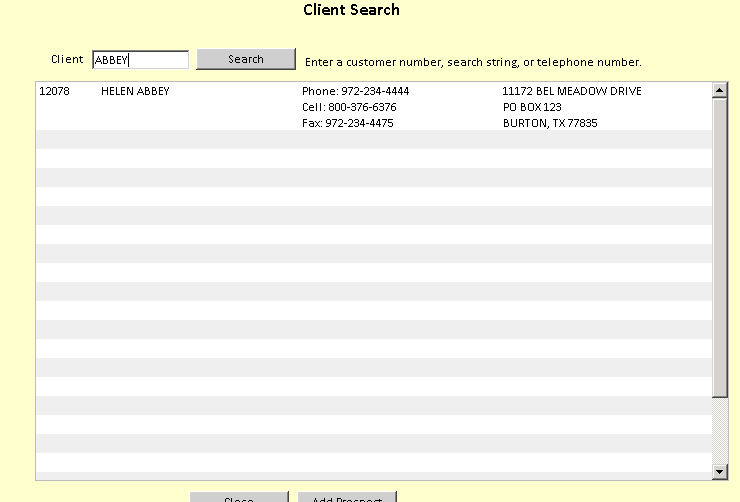 Client Search
Client ABBEY Search Enter a customer number, search string, or telephone number.
12078 HELEN ABBEY Phone: 972-234-4444 11172 BEL MEADOW DRIVE
Cell: 800-376-6376 PO BOX 123
Fax: 972-234-4475 BURTON, TX 77835
Close Add Prospect